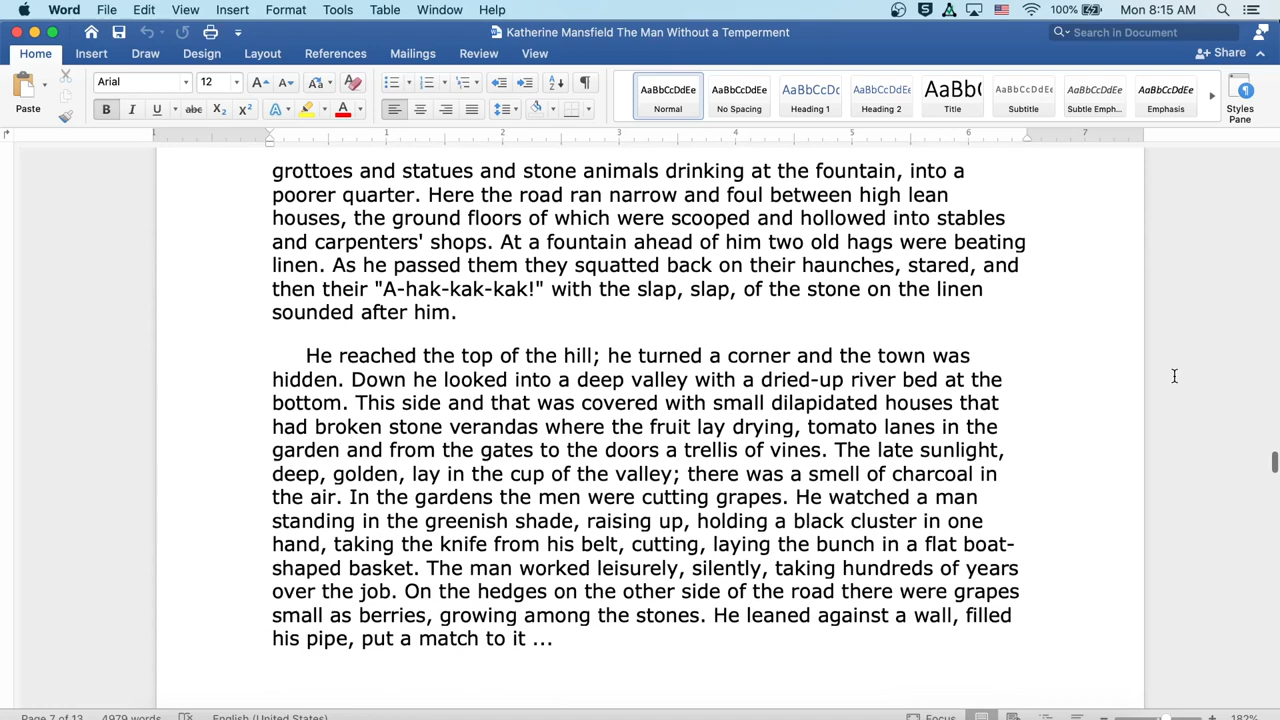 Word File Edit View Insert Format Tools Table Window Help 100% Mon 8:15 AM
Katherine Mansfield The Man Without a Temperment Search in Document
Home Insert Draw Design Layout References Mailings Review View Share
Paste Arial 12 AaBbCcDdEe AaBbCcDdEe AaBbCcDc AaBbCcDdEe AaBbC AaBbCcDdEe AaBbCcDdEe AaBbCcDdEe
Normal No Spacing Heading 1 Heading 2 Title Subtitle Subtle Emph... Emphasis Styles Pane
B I U abc X₂ X² A A
1 1 2 3 4 5 6 7
grottoes and statues and stone animals drinking at the fountain, into a
poorer quarter. Here the road ran narrow and foul between high lean
houses, the ground floors of which were scooped and hollowed into stables
and carpenters' shops. At a fountain ahead of him two old hags were beating
linen. As he passed them they squatted back on their haunches, stared, and
then their "A-hak-kak-kak!" with the slap, slap, of the stone on the linen
sounded after him.
He reached the top of the hill; he turned a corner and the town was
hidden. Down he looked into a deep valley with a dried-up river bed at the
bottom. This side and that was covered with small dilapidated houses that
had broken stone verandas where the fruit lay drying, tomato lanes in the
garden and from the gates to the doors a trellis of vines. The late sunlight,
deep, golden, lay in the cup of the valley; there was a smell of charcoal in
the air. In the gardens the men were cutting grapes. He watched a man
standing in the greenish shade, raising up, holding a black cluster in one
hand, taking the knife from his belt, cutting, laying the bunch in a flat boat-
shaped basket. The man worked leisurely, silently, taking hundreds of years
over the job. On the hedges on the other side of the road there were grapes
small as berries, growing among the stones. He leaned against a wall, filled
his pipe, put a match to it ...
Page 7 of 13 4979 words English (United States) Focus 182%